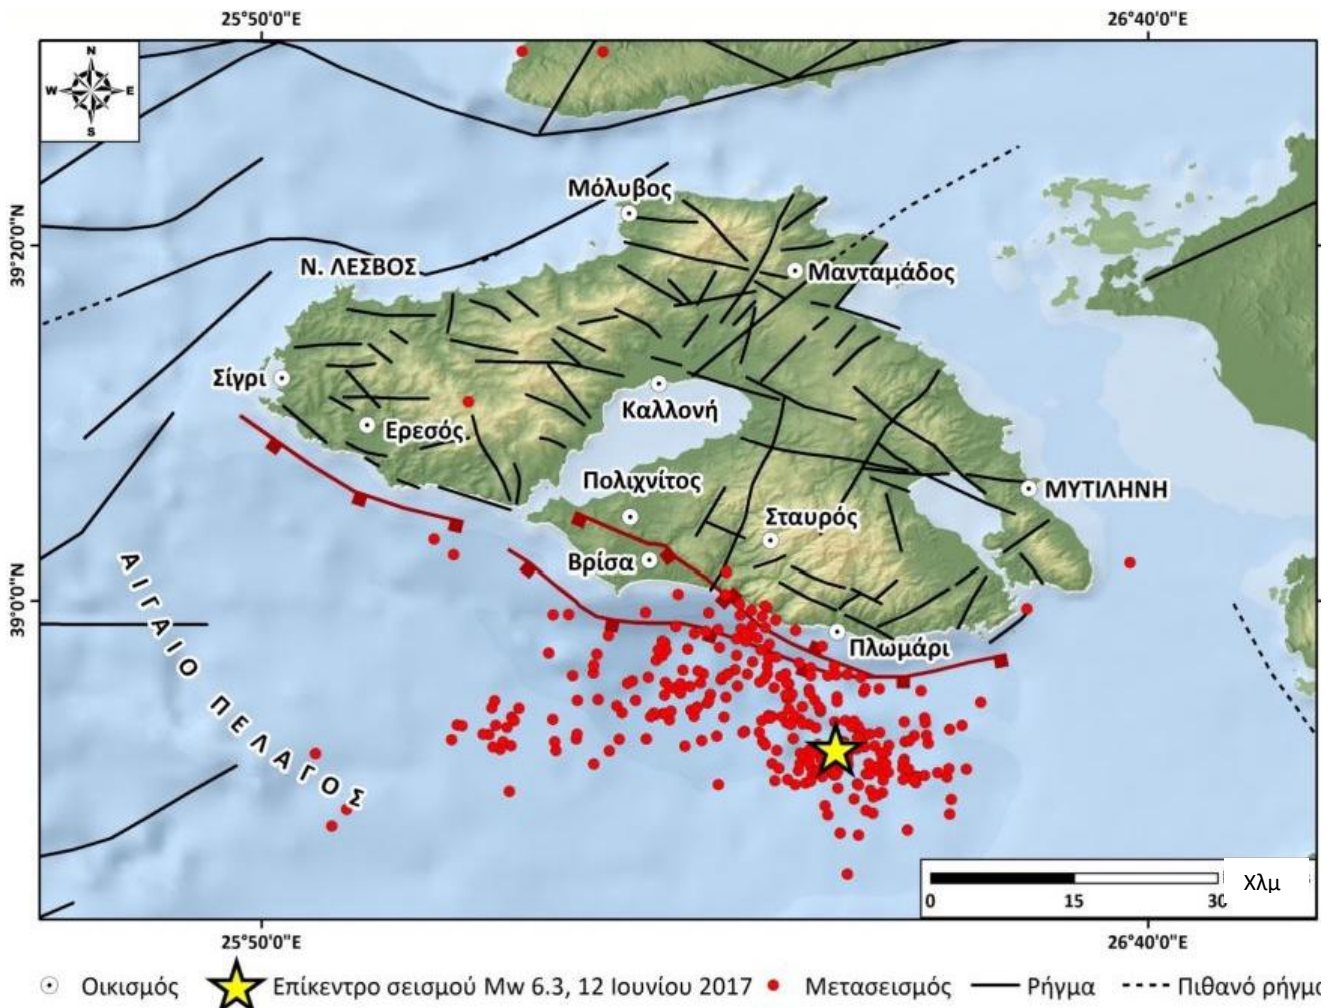 25°50'0"E 26°40'0"E
N
W E
S
Μόλυβος
39°20'0"N
Ν. ΛΕΣΒΟΣ
Μανταμάδος
Σίγρι
Καλλονή
Ερεσός
Πολιχνίτος
ΜΥΤΙΛΗΝΗ
Σταυρός
Βρίσα
39°0'0"N
Πλωμάρι
ΑΙΓΑΙΟ ΠΕΛΑΓΟΣ
Χλμ
0 15 30
25°50'0"E 26°40'0"E
Οικισμός Επίκεντρο σεισμού Mw 6.3, 12 Ιουνίου 2017 Μετασεισμός Ρήγμα Πιθανό ρήγμα